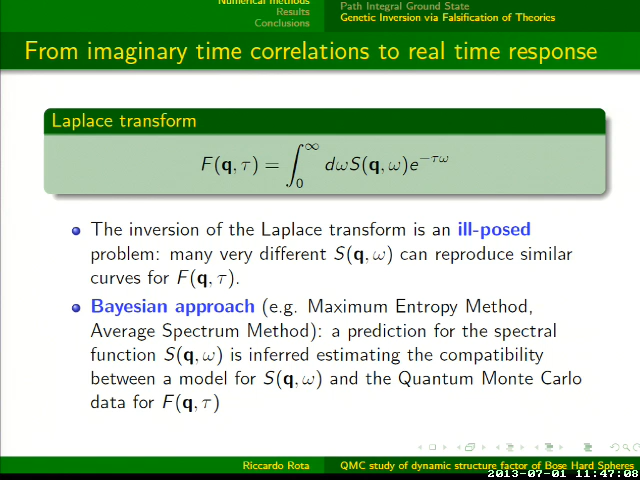 Numerical methods
Results
Conclusions
Path Integral Ground State
Genetic Inversion via Falsification of Theories
From imaginary time correlations to real time response
Laplace transform
F(q, τ) = ∫₀^∞ dωS(q, ω)e^{−τω}
The inversion of the Laplace transform is an ill-posed
problem: many very different S(q, ω) can reproduce similar
curves for F(q, τ).
Bayesian approach (e.g. Maximum Entropy Method,
Average Spectrum Method): a prediction for the spectral
function S(q, ω) is inferred estimating the compatibility
between a model for S(q, ω) and the Quantum Monte Carlo
data for F(q, τ)
Riccardo Rota
QMC study of dynamic structure factor of Bose Hard Spheres
2013-07-01 11:47:08